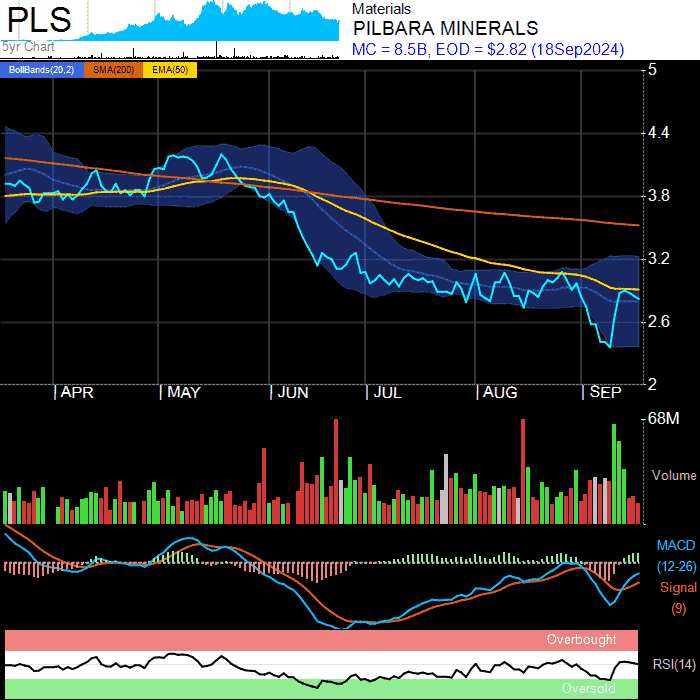 PLS
5yr Chart
Materials
PILBARA MINERALS
MC = 8.5B, EOD = $2.82 (18Sep2024)
BollBands(20,2) SMA(200) EMA(50)
5
4.4
3.8
3.2
2.6
2
APR MAY JUN JUL AUG SEP
68M
Volume
MACD
(12-26)
Signal
(9)
Overbought
RSI(14)
Oversold